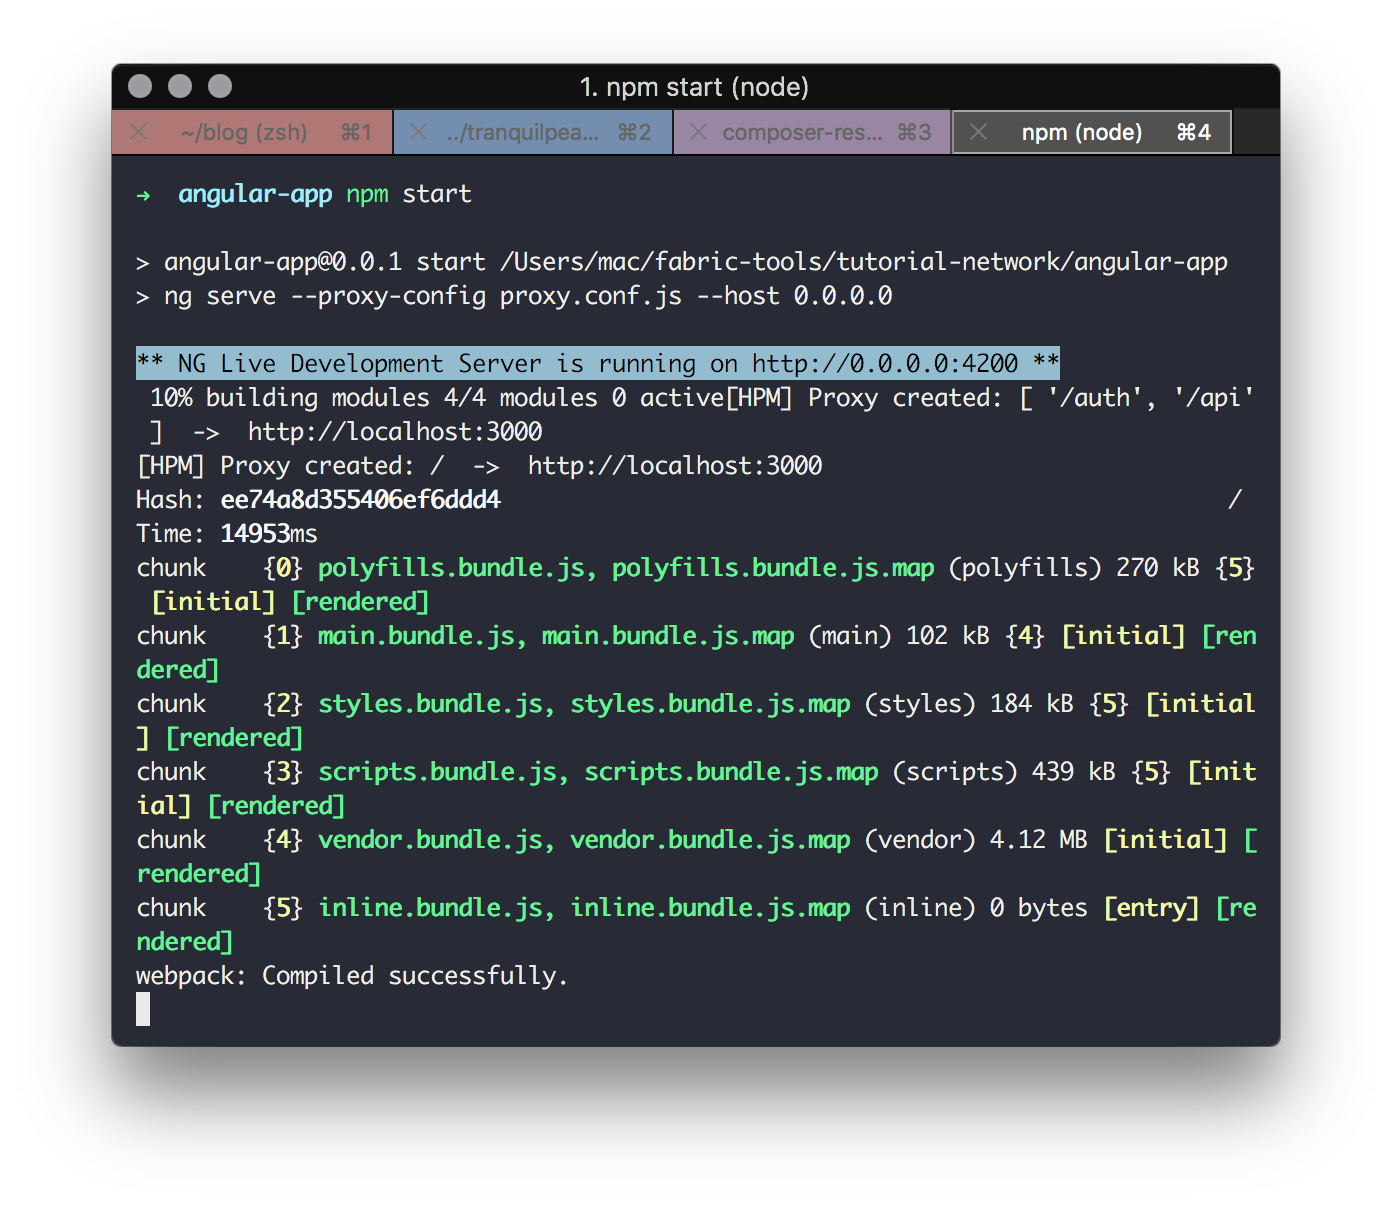 1. npm start (node)
~/blog (zsh) ⌘1 ../tranquilpea... ⌘2 composer-res... ⌘3 npm (node) ⌘4
→ angular-app npm start
> angular-app@0.0.1 start /Users/mac/fabric-tools/tutorial-network/angular-app
> ng serve --proxy-config proxy.conf.js --host 0.0.0.0
** NG Live Development Server is running on http://0.0.0.0:4200 **
10% building modules 4/4 modules 0 active[HPM] Proxy created: [ '/auth', '/api'
] -> http://localhost:3000
[HPM] Proxy created: / -> http://localhost:3000
Hash: ee74a8d355406ef6ddd4 /
Time: 14953ms
chunk {0} polyfills.bundle.js, polyfills.bundle.js.map (polyfills) 270 kB {5}
[initial] [rendered]
chunk {1} main.bundle.js, main.bundle.js.map (main) 102 kB {4} [initial] [ren
dered]
chunk {2} styles.bundle.js, styles.bundle.js.map (styles) 184 kB {5} [initial
] [rendered]
chunk {3} scripts.bundle.js, scripts.bundle.js.map (scripts) 439 kB {5} [init
ial] [rendered]
chunk {4} vendor.bundle.js, vendor.bundle.js.map (vendor) 4.12 MB [initial] [
rendered]
chunk {5} inline.bundle.js, inline.bundle.js.map (inline) 0 bytes [entry] [re
ndered]
webpack: Compiled successfully.